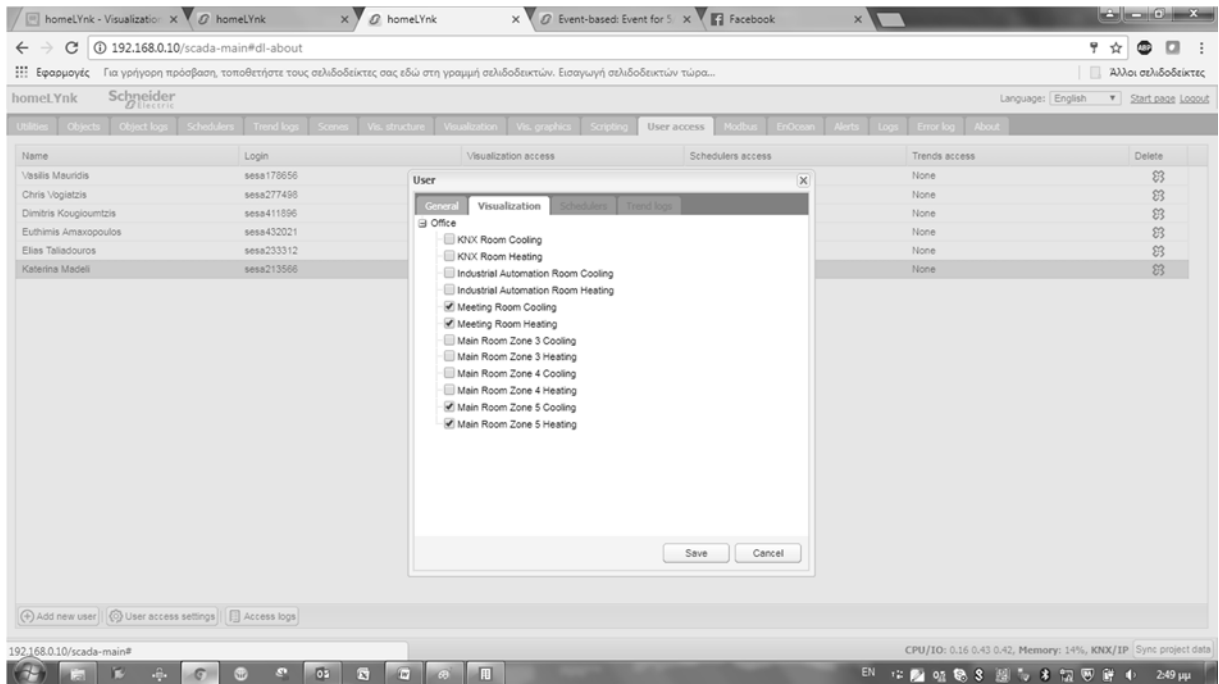 homeLYnk - Visualization
homeLYnk
homeLYnk
Event-based: Event for S
Facebook
192.168.0.10/scada-main#dl-about
ABP
Εφαρμογές Για γρήγορη πρόσβαση, τοποθετήστε τους σελιδοδείκτες σας εδώ στη γραμμή σελιδοδεικτών. Εισαγωγή σελιδοδεικτών τώρα...
Άλλοι σελιδοδείκτες
homeLYnk Schneider Electric
Language: English Start page Logout
Utilities Objects Object logs Schedulers Trend logs Scenes Vis. structure Visualization Vis. graphics Scripting User access Modbus EnOcean Alerts Logs Error log About
Name Login Visualization access Schedulers access Trends access Delete
Vasilis Mauridis sesa178656 None
Chris Vogiatzis sesa277498 None
Dimitris Kougioumtzis sesa411896 None
Euthimis Amaxopoulos sesa432021 None
Elias Taliadouros sesa233312 None
Katerina Madeli sesa213566 None
User
General Visualization Schedulers Trend logs
Office
KNX Room Cooling
KNX Room Heating
Industrial Automation Room Cooling
Industrial Automation Room Heating
Meeting Room Cooling
Meeting Room Heating
Main Room Zone 3 Cooling
Main Room Zone 3 Heating
Main Room Zone 4 Cooling
Main Room Zone 4 Heating
Main Room Zone 5 Cooling
Main Room Zone 5 Heating
Save Cancel
Add new user User access settings Access logs
192.168.0.10/scada-main#
CPU/IO: 0.16 0.43 0.42, Memory: 14%, KNX/IP Sync project data
EN 2:49 μμ